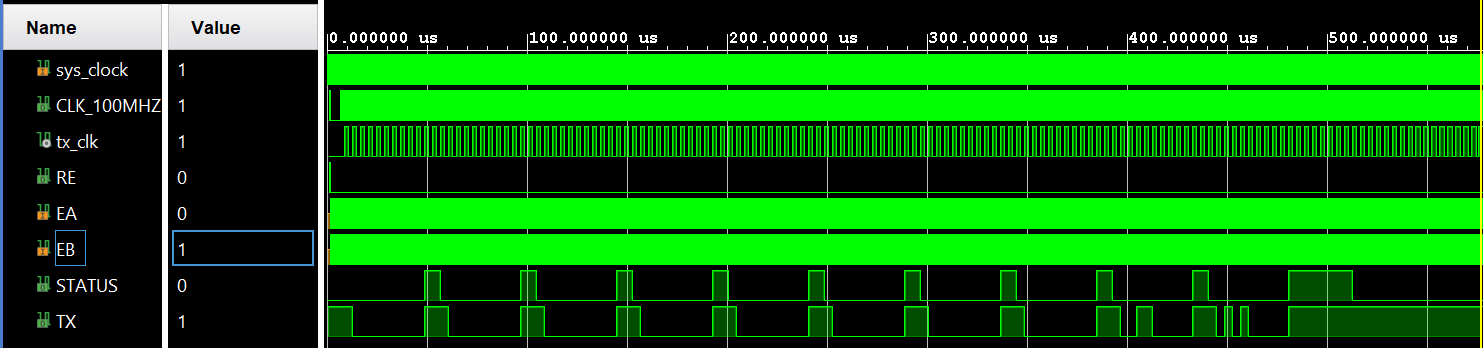 Name Value
0.000000 us 100.000000 us 200.000000 us 300.000000 us 400.000000 us 500.000000 us
sys_clock 1
CLK_100MHZ 1
tx_clk 1
RE 0
EA 0
EB 1
STATUS 0
TX 1